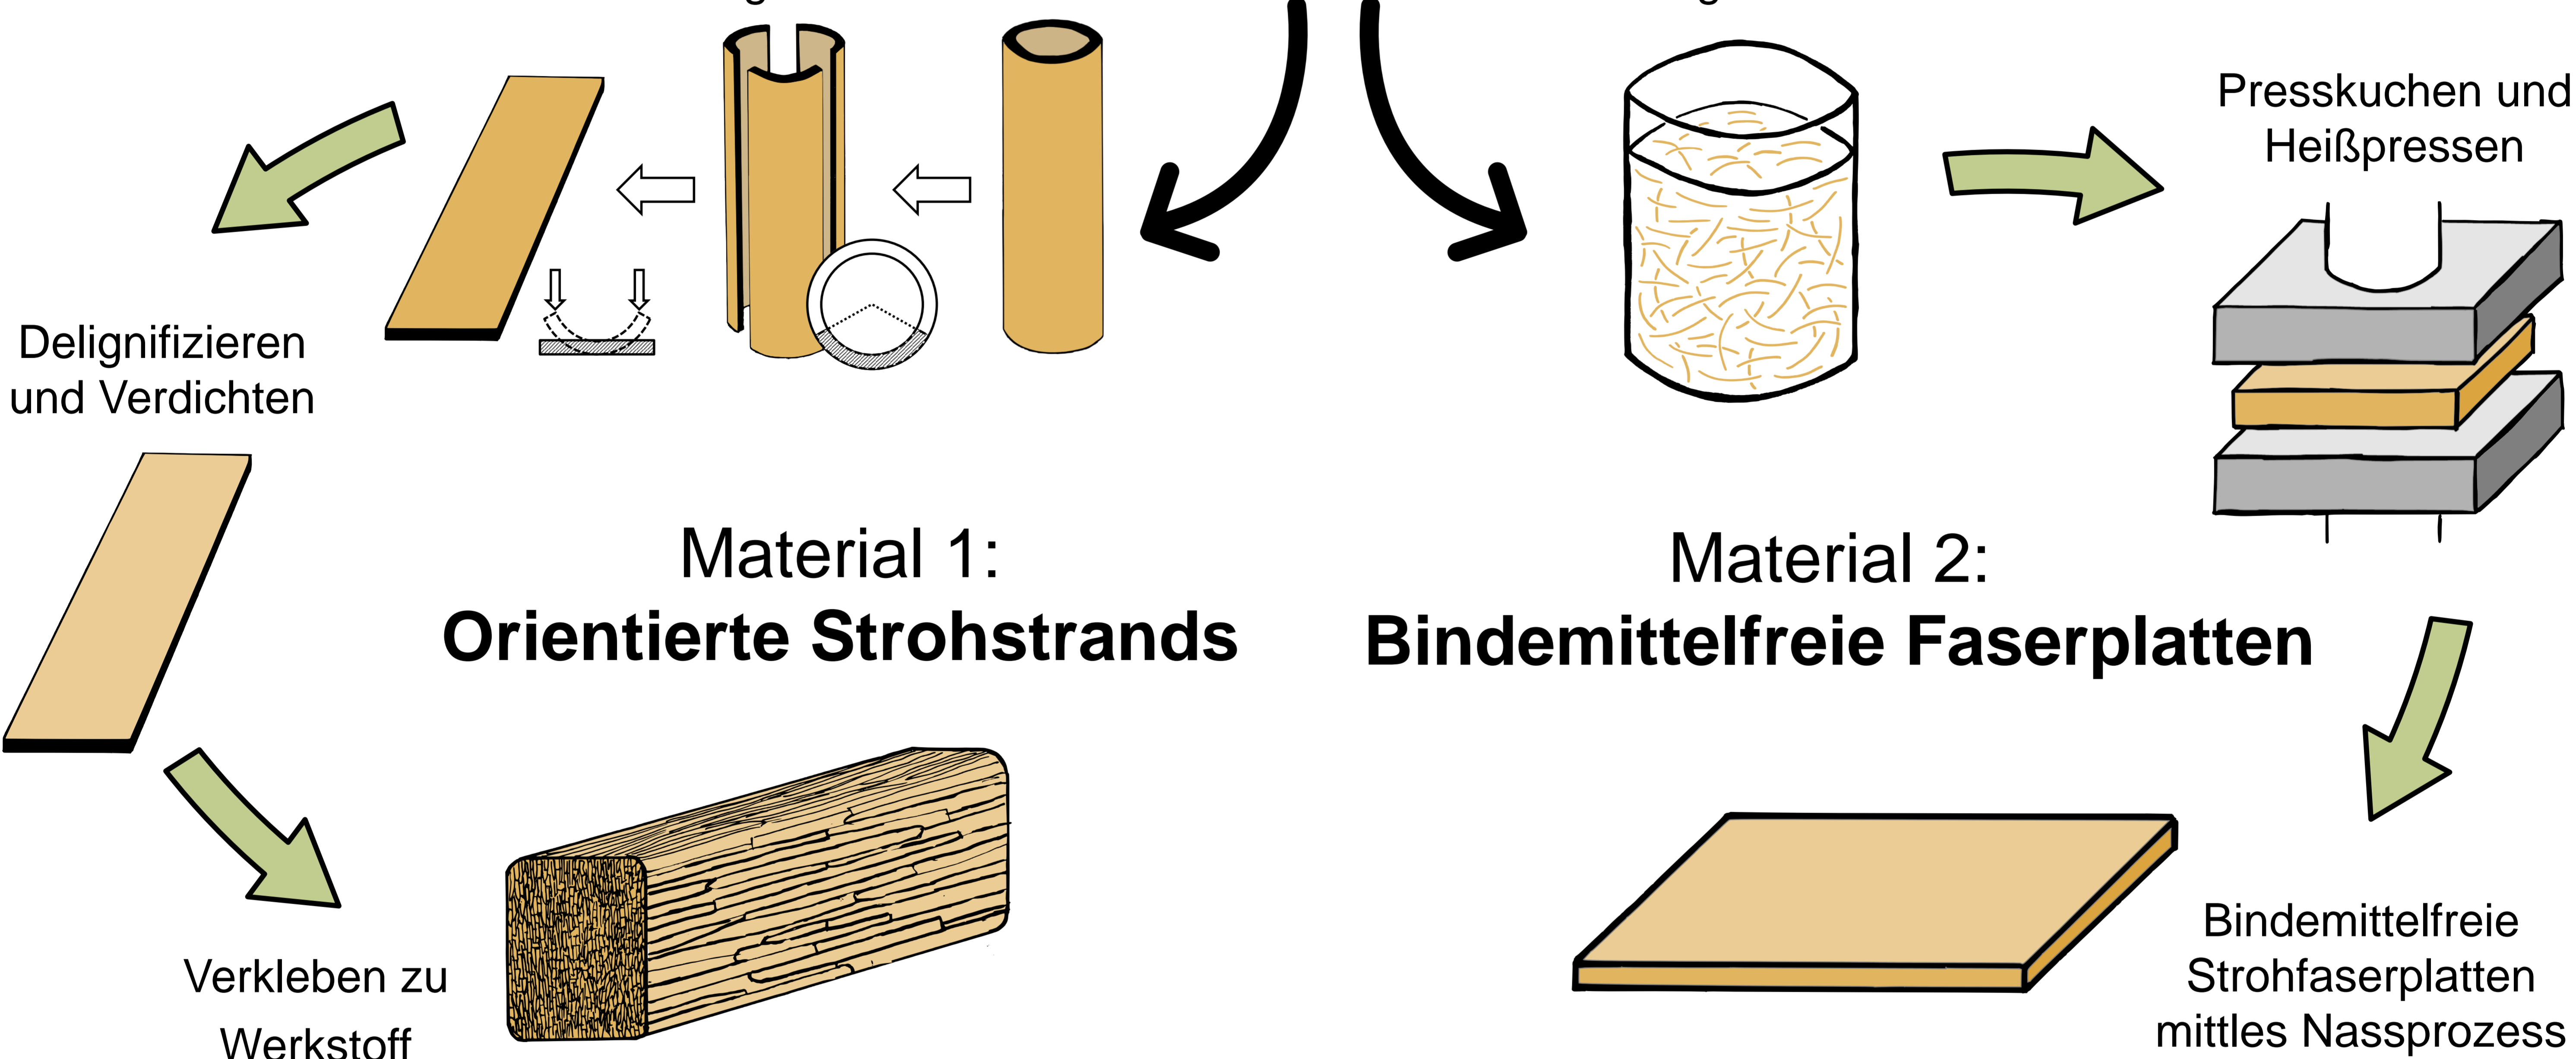 Presskuchen und
Heißpressen
Delignifizieren
und Verdichten
Material 1:
Orientierte Strohstrands
Material 2:
Bindemittelfreie Faserplatten
Verkleben zu
Werkstoff
Bindemittelfreie
Strohfaserplatten
mittles Nassprozess